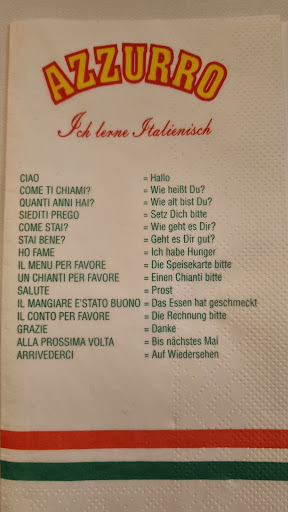 AZZURRO
Ich lerne Italienisch
CIAO = Hallo
COME TI CHIAMI? = Wie heißt Du?
QUANTI ANNI HAI? = Wie alt bist Du?
SIEDITI PREGO = Setz Dich bitte
COME STAI? = Wie geht es Dir?
STAI BENE? = Geht es Dir gut?
HO FAME = Ich habe Hunger
IL MENU PER FAVORE = Die Speisekarte bitte
UN CHIANTI PER FAVORE = Einen Chianti bitte
SALUTE = Prost
IL MANGIARE E'STATO BUONO = Das Essen hat geschmeckt
IL CONTO PER FAVORE = Die Rechnung bitte
GRAZIE = Danke
ALLA PROSSIMA VOLTA = Bis nächstes Mal
ARRIVEDERCI = Auf Wiedersehen